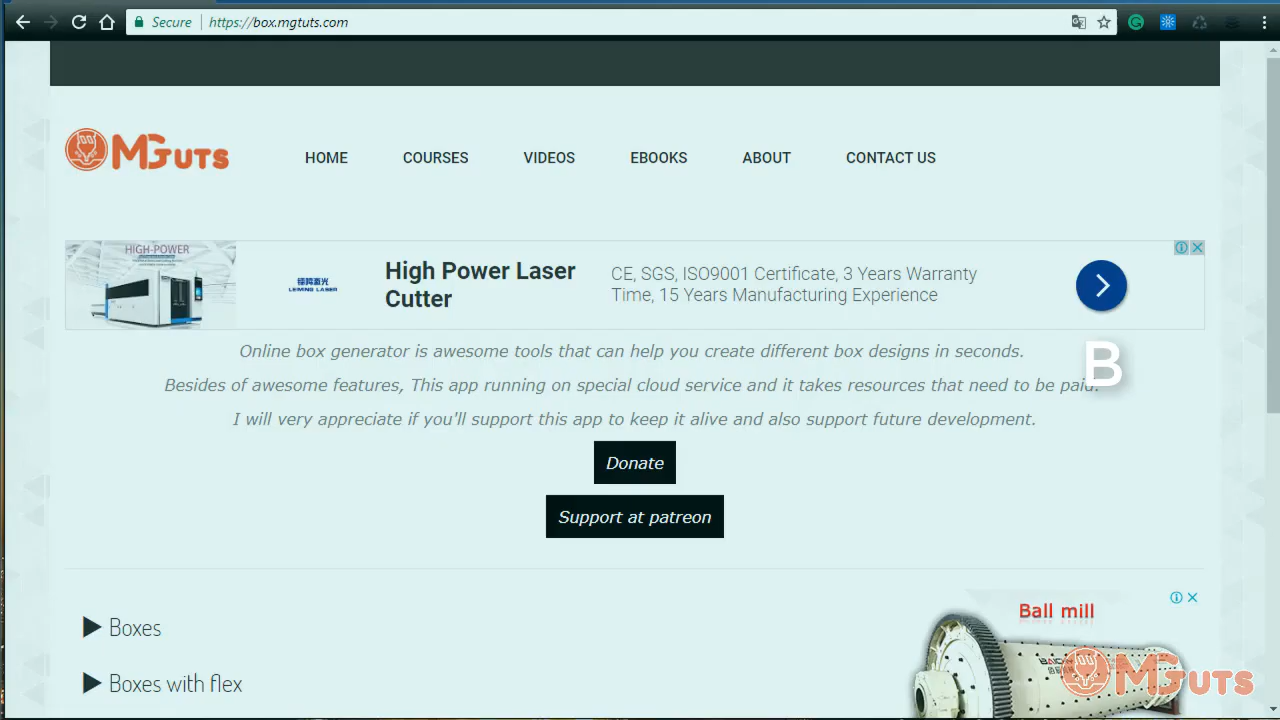 Secure https://box.mgtuts.com
MGTUTS
HOME COURSES VIDEOS EBOOKS ABOUT CONTACT US
HIGH-POWER
LEIMING LASER
High Power Laser
Cutter
CE, SGS, ISO9001 Certificate, 3 Years Warranty
Time, 15 Years Manufacturing Experience
Online box generator is awesome tools that can help you create different box designs in seconds.
B
Besides of awesome features, This app running on special cloud service and it takes resources that need to be paid.
I will very appreciate if you'll support this app to keep it alive and also support future development.
Donate
Support at patreon
Boxes
Boxes with flex
Ball mill
MGTUTS